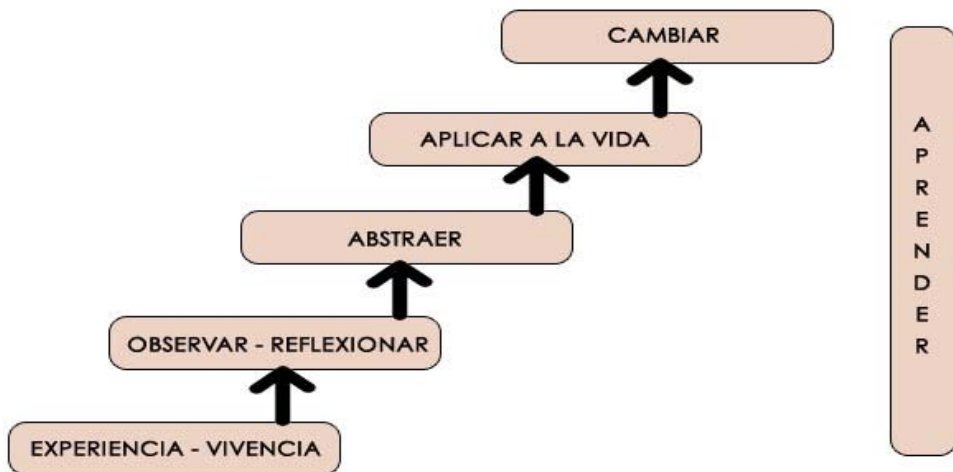 CAMBIAR
APLICAR A LA VIDA
ABSTRAER
OBSERVAR - REFLEXIONAR
EXPERIENCIA - VIVENCIA
A
P
R
E
N
D
E
R